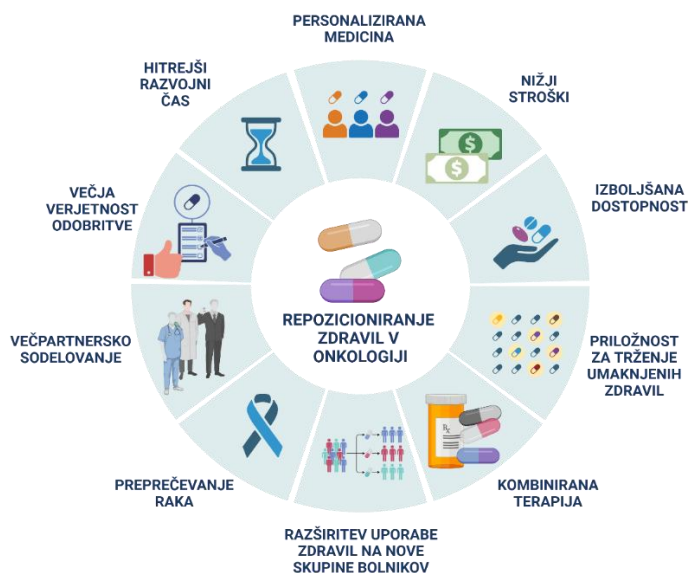 PERSONALIZIRANA
MEDICINA
NIŽJI
STROŠKI
IZBOLJŠANA
DOSTOPNOST
PRILOŽNOST
ZA TRŽENJE
UMAKNJENIH
ZDRAVIL
KOMBINIRANA
TERAPIJA
RAZŠIRITEV UPORABE
ZDRAVIL NA NOVE
SKUPINE BOLNIKOV
PREPREČEVANJE
RAKA
VEČPARTNERSKO
SODELOVANJE
VEČJA
VERJETNOST
ODOBRITVE
HITREJŠI
RAZVOJNI
ČAS
REPOZICIONIRANJE
ZDRAVIL V
ONKOLOGIJI
Rx